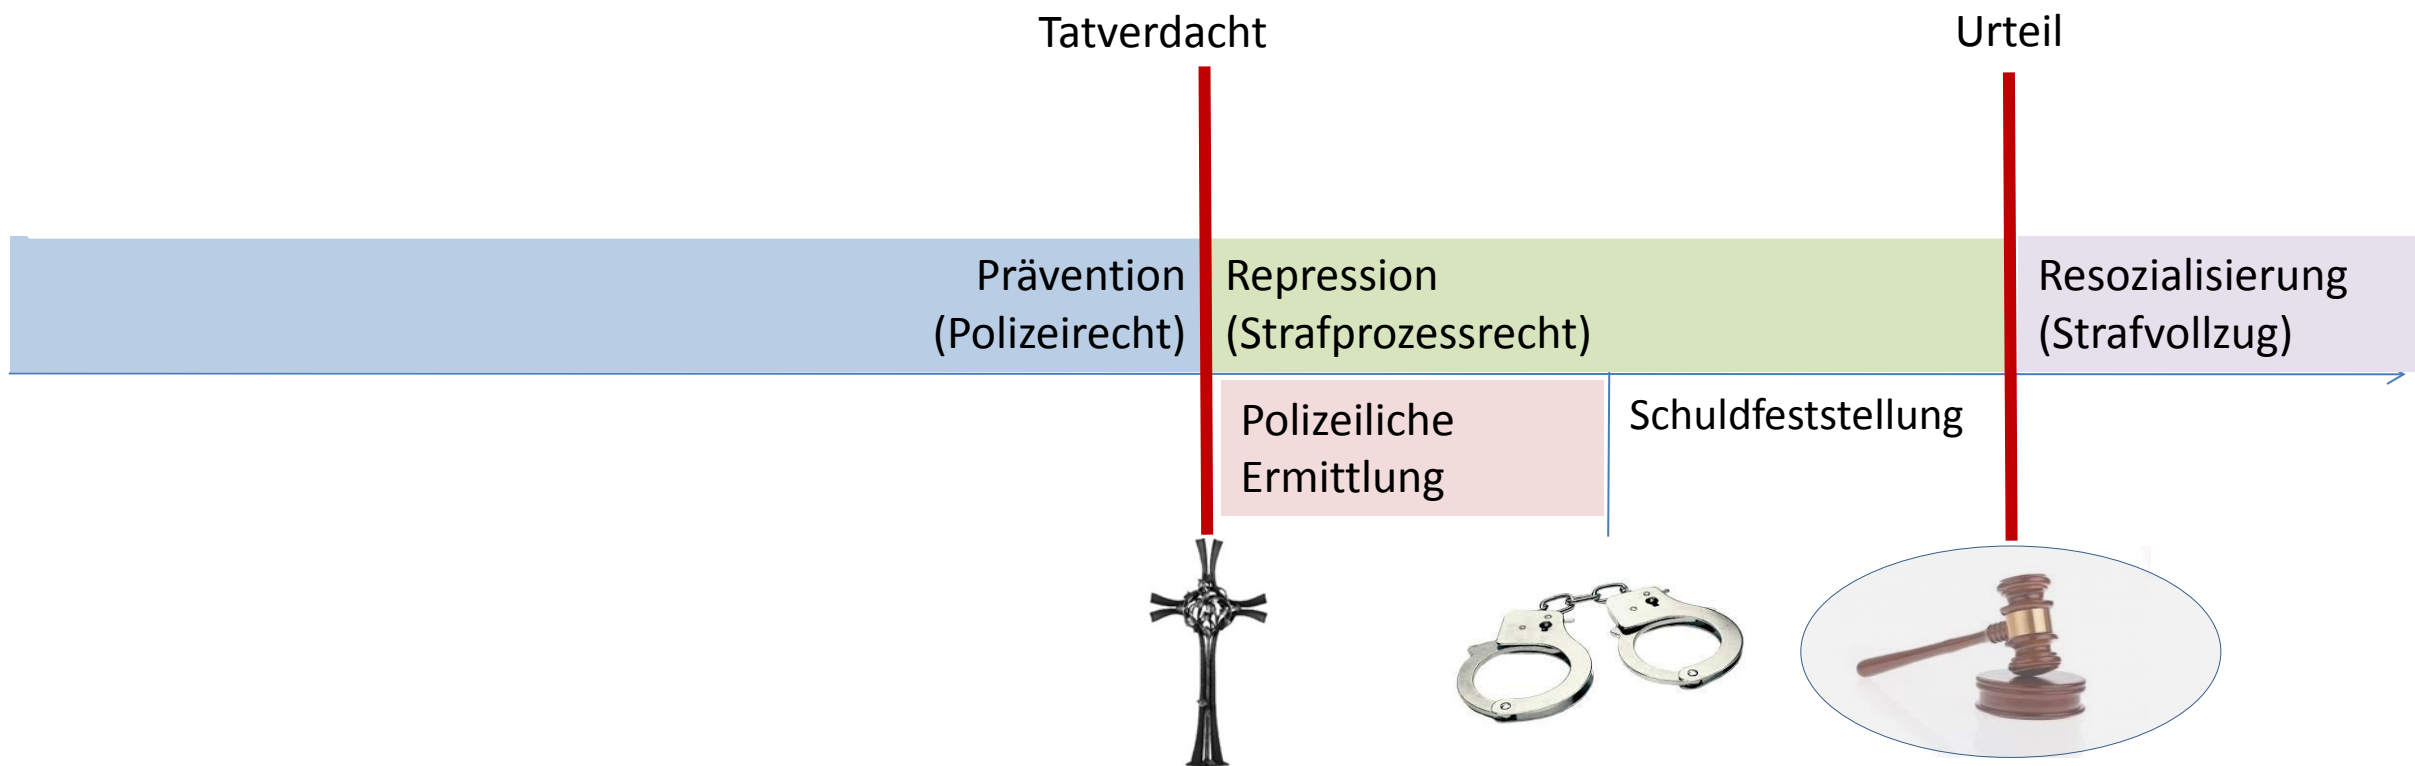 Tatverdacht
Urteil
Prävention
(Polizeirecht)
Repression
(Strafprozessrecht)
Resozialisierung
(Strafvollzug)
Polizeiliche
Ermittlung
Schuldfeststellung